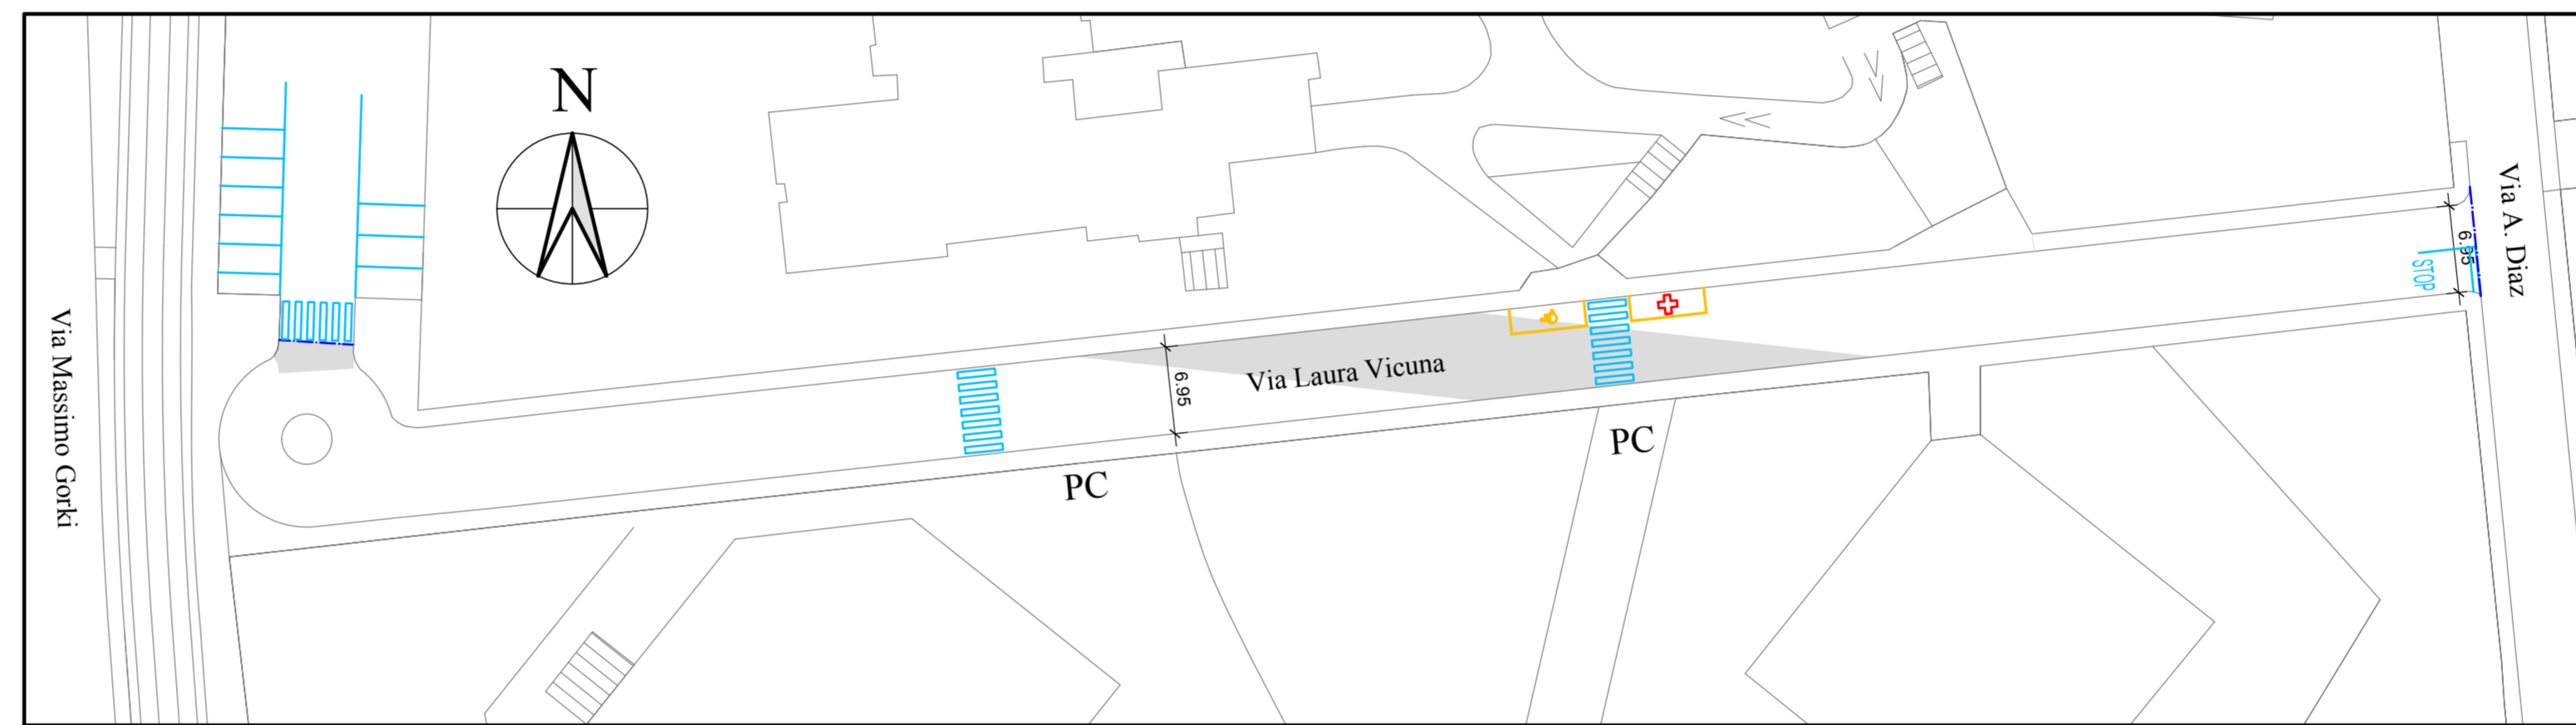 N
Via A. Diaz
6.95
STOP
Via Massimo Gorki
Via Laura Vicuna
6.95
PC
PC